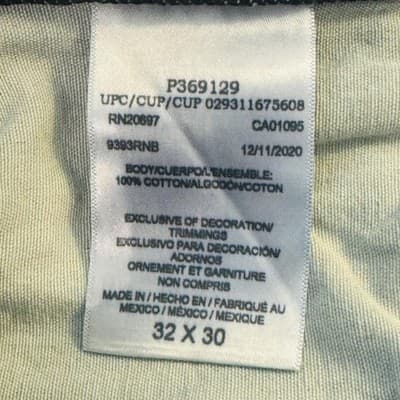 P369129
UPC/CUP/CUP 029311675608
RN20697 CA01095
9393RNB 12/11/2020
BODY/CUERPO/L'ENSEMBLE:
100% COTTON/ALGODÓN/COTON
EXCLUSIVE OF DECORATION/
TRIMMINGS
EXCLUSIVO PARA DECORACIÓN/
ADORNOS
ORNEMENT ET GARNITURE
NON COMPRIS
MADE IN / HECHO EN / FABRIQUÉ AU
MEXICO / MÉXICO / MEXIQUE
32 X 30